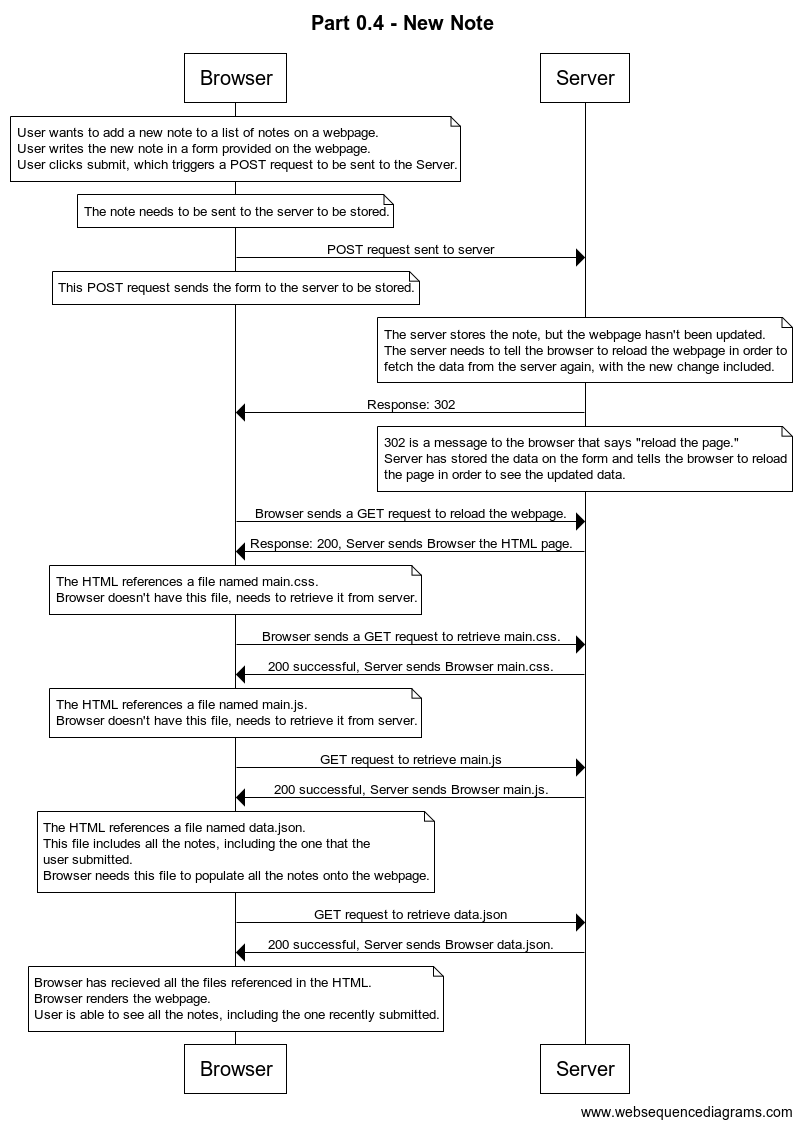 Part 0.4 - New Note
Browser
Server
User wants to add a new note to a list of notes on a webpage.
User writes the new note in a form provided on the webpage.
User clicks submit, which triggers a POST request to be sent to the Server.
The note needs to be sent to the server to be stored.
POST request sent to server
This POST request sends the form to the server to be stored.
The server stores the note, but the webpage hasn't been updated.
The server needs to tell the browser to reload the webpage in order to
fetch the data from the server again, with the new change included.
Response: 302
302 is a message to the browser that says "reload the page."
Server has stored the data on the form and tells the browser to reload
the page in order to see the updated data.
Browser sends a GET request to reload the webpage.
Response: 200, Server sends Browser the HTML page.
The HTML references a file named main.css.
Browser doesn't have this file, needs to retrieve it from server.
Browser sends a GET request to retrieve main.css.
200 successful, Server sends Browser main.css.
The HTML references a file named main.js.
Browser doesn't have this file, needs to retrieve it from server.
GET request to retrieve main.js
200 successful, Server sends Browser main.js.
The HTML references a file named data.json.
This file includes all the notes, including the one that the
user submitted.
Browser needs this file to populate all the notes onto the webpage.
GET request to retrieve data.json
200 successful, Server sends Browser data.json.
Browser has recieved all the files referenced in the HTML.
Browser renders the webpage.
User is able to see all the notes, including the one recently submitted.
Browser
Server
www.websequencediagrams.com